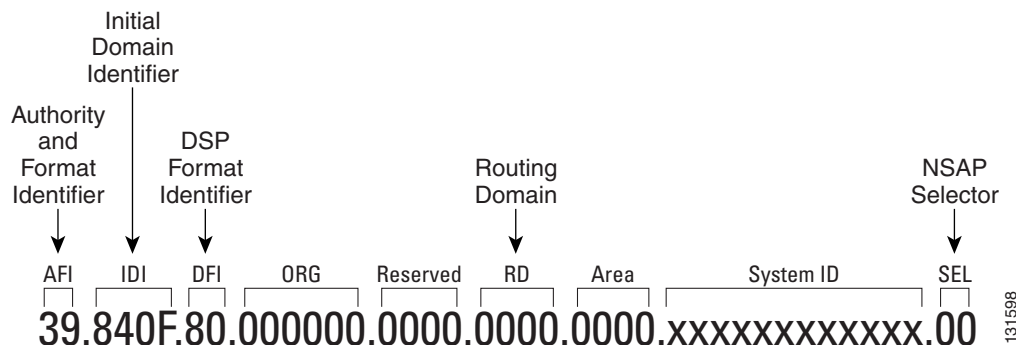 Initial
Domain
Identifier
Authority
and
Format
Identifier
DSP
Format
Identifier
Routing
Domain
NSAP
Selector
AFI IDI DFI ORG Reserved RD Area System ID SEL
39.840F.80.000000.0000.0000.0000.xxxxxxxxxxxx.00
131598